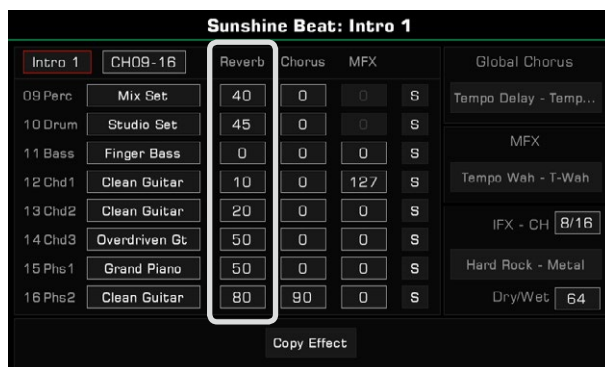 Sunshine Beat: Intro 1
Intro 1 CH09-16 Reverb Chorus MFX Global Chorus
09 Perc Mix Set 40 0 0 S Tempo Delay - Temp...
10 Drum Studio Set 45 0 0 S
MFX
11 Bass Finger Bass 0 0 0 S
12 Chd1 Clean Guitar 10 0 127 S Tempo Wah - T-Wah
13 Chd2 Clean Guitar 20 0 0 S
IFX - CH 8/16
14 Chd3 Overdriven Gt 50 0 0 S
15 Phs1 Grand Piano 50 0 0 S Hard Rock - Metal
16 Phs2 Clean Guitar 80 90 0 S Dry/Wet 64
Copy Effect